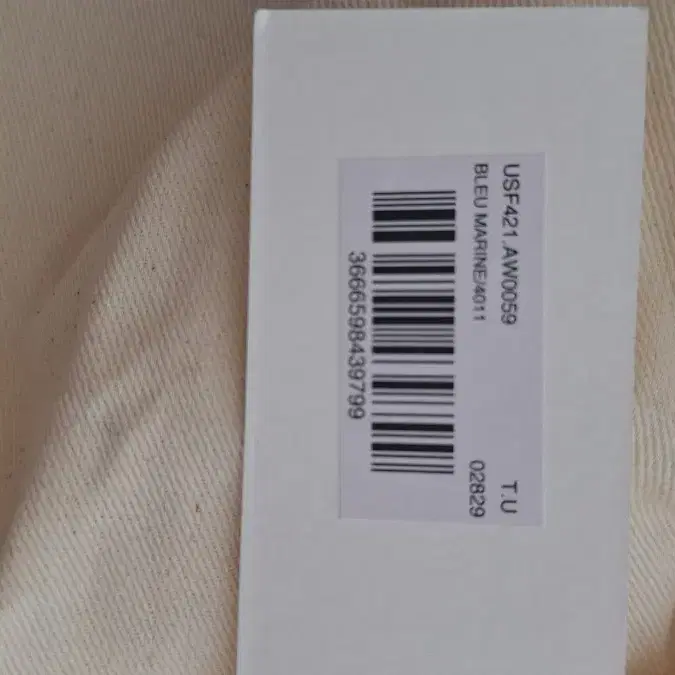 USF421.AW0059 T.U
BLEU MARINE/4011 02829
3666598439799